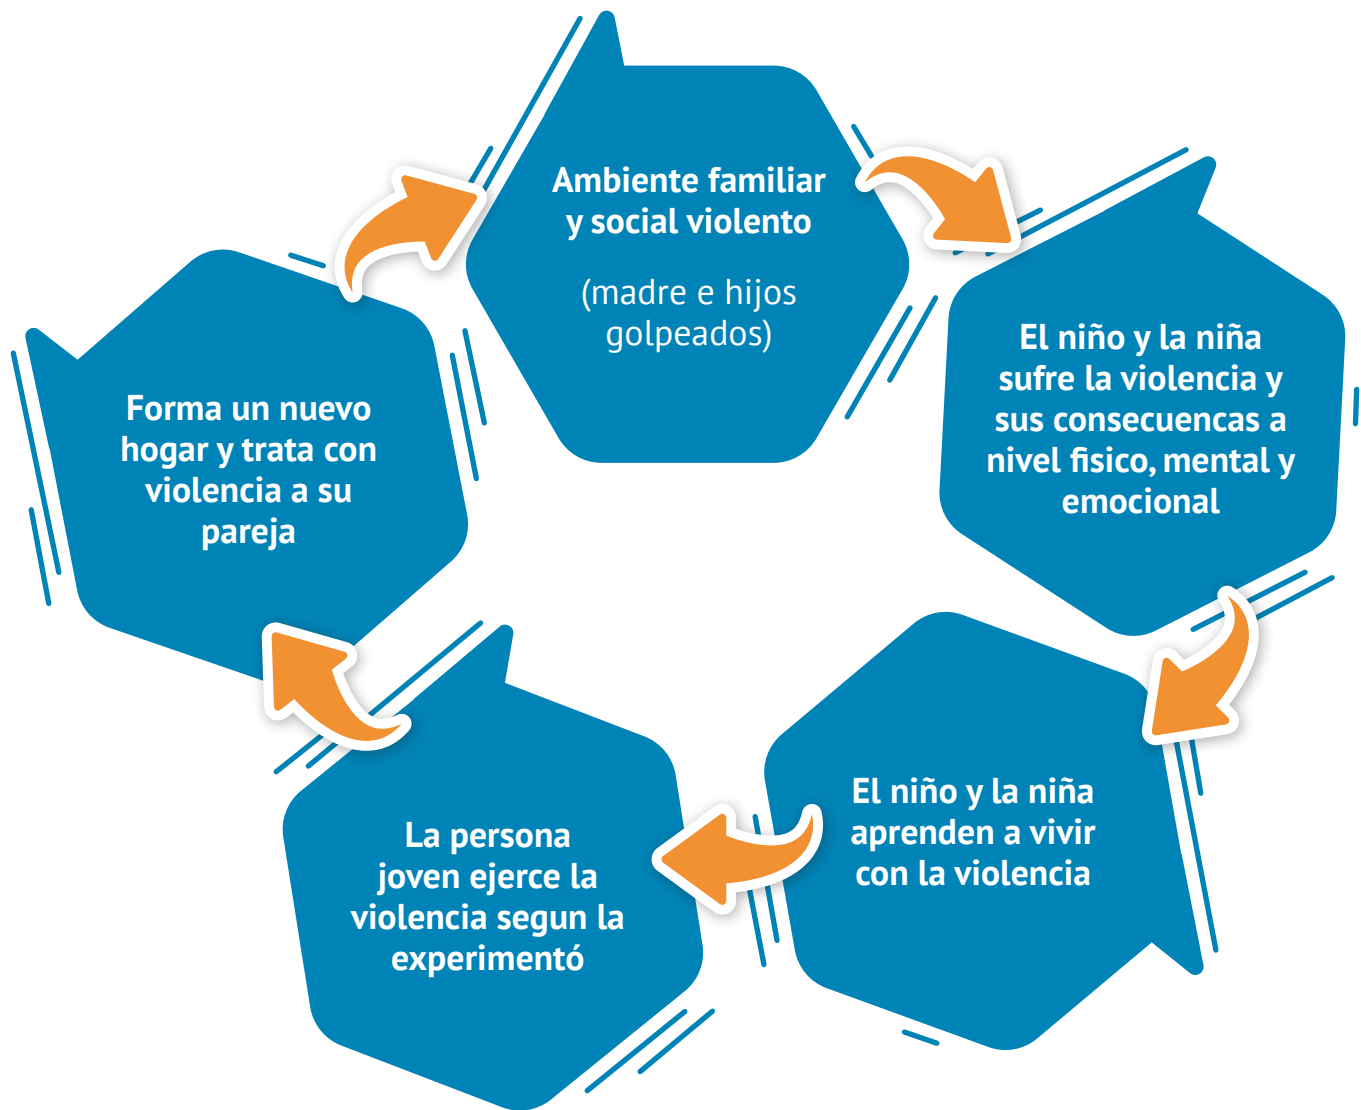 Ambiente familiar
y social violento
(madre e hijos
golpeados)
El niño y la niña
sufre la violencia y
sus consecuencas a
nivel fisico, mental y
emocional
El niño y la niña
aprenden a vivir
con la violencia
La persona
joven ejerce la
violencia segun la
experimentó
Forma un nuevo
hogar y trata con
violencia a su
pareja